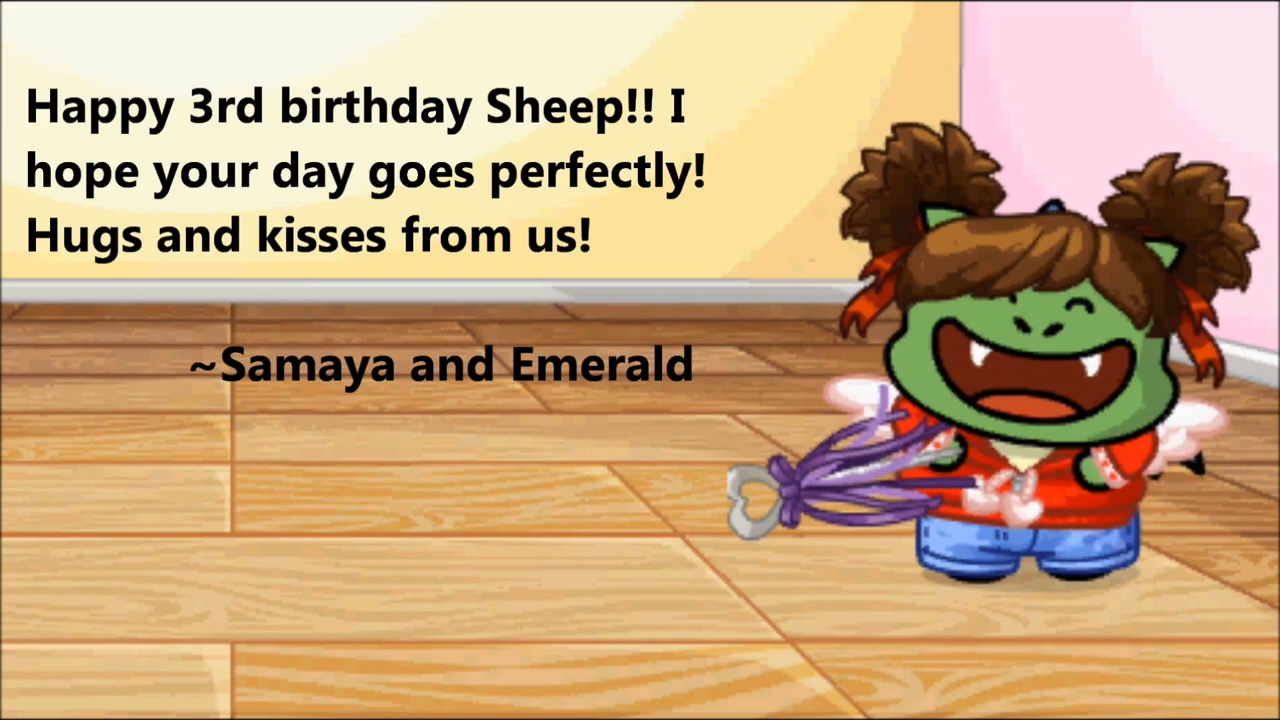 Happy 3rd birthday Sheep!! I
hope your day goes perfectly!
Hugs and kisses from us!
~Samaya and Emerald